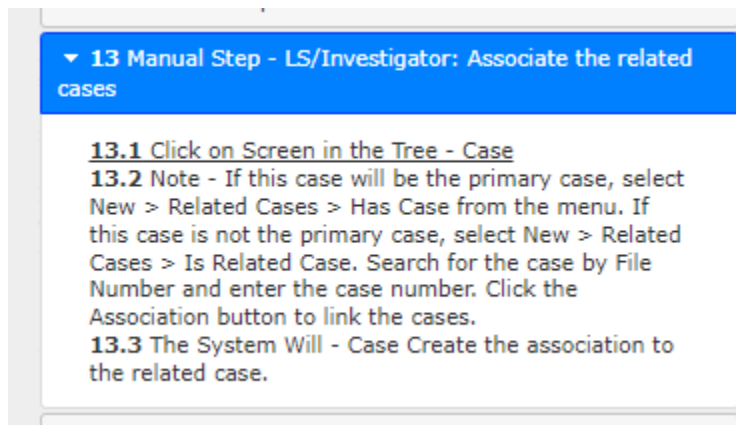 13 Manual Step - LS/Investigator: Associate the related
cases
13.1 Click on Screen in the Tree - Case
13.2 Note - If this case will be the primary case, select
New > Related Cases > Has Case from the menu. If
this case is not the primary case, select New > Related
Cases > Is Related Case. Search for the case by File
Number and enter the case number. Click the
Association button to link the cases.
13.3 The System Will - Case Create the association to
the related case.